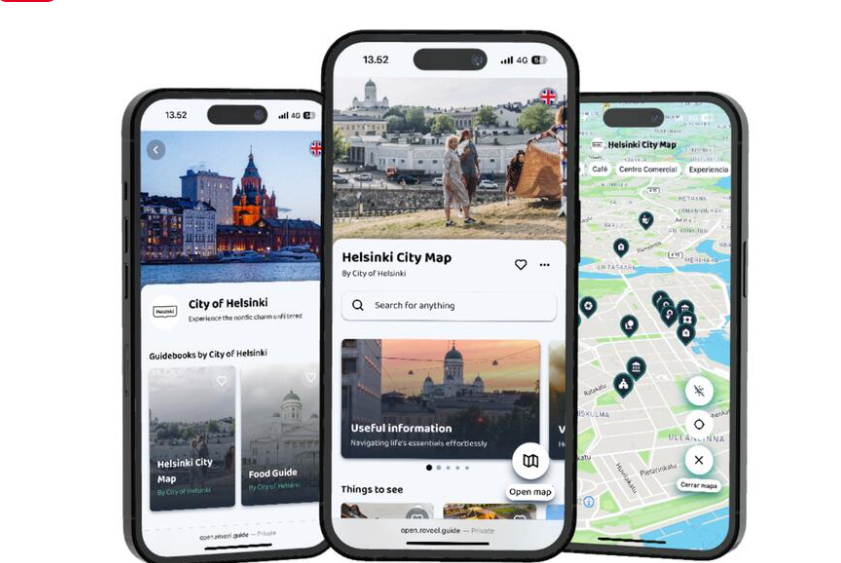 13.52
4G
City of Helsinki
Experience the nordic charm unfiltered
Guidebooks by City of Helsinki
Helsinki City
Map
By City of Helsinki
Food Guide
By City of Helsinki
open.reveel.guide — Private
13.52
4G
Helsinki City Map
By City of Helsinki
Search for anything
Useful information
Navigating life's essentials effortlessly
Open map
Things to see
open.reveel.guide — Private
Helsinki City Map
Café
Centro Comercial
Experiencia
Pietarinkatu
Cerrar mapa